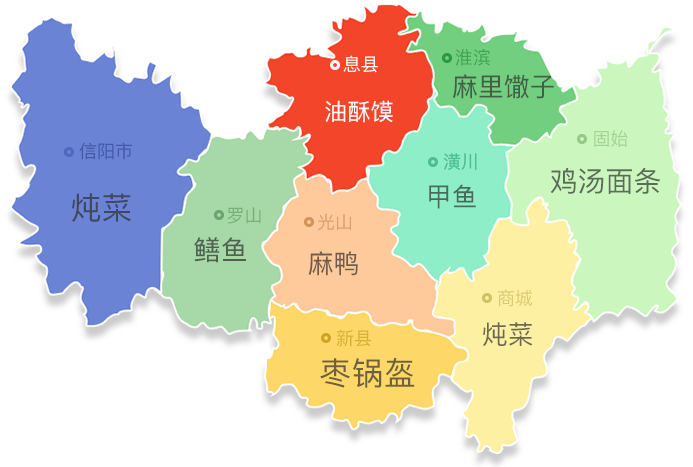 息县
油酥馍
淮滨
麻里馓子
信阳市
炖菜
固始
鸡汤面条
潢川
甲鱼
罗山
鳝鱼
光山
麻鸭
商城
炖菜
新县
枣锅盔